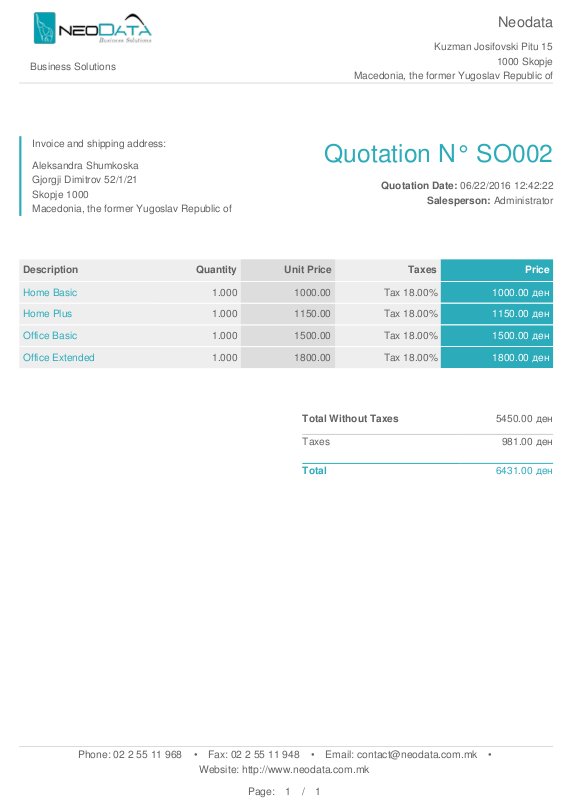 NEODATA
Business Solutions
Neodata
Kuzman Josifovski Pitu 15
Business Solutions
1000 Skopje
Macedonia, the former Yugoslav Republic of
Invoice and shipping address:
Aleksandra Shumkoska
Gjorgji Dimitrov 52/1/21
Skopje 1000
Macedonia, the former Yugoslav Republic of
Quotation N° SO002
Quotation Date: 06/22/2016 12:42:22
Salesperson: Administrator
Description Quantity Unit Price Taxes Price
Home Basic 1.000 1000.00 Tax 18.00% 1000.00 ден
Home Plus 1.000 1150.00 Tax 18.00% 1150.00 ден
Office Basic 1.000 1500.00 Tax 18.00% 1500.00 ден
Office Extended 1.000 1800.00 Tax 18.00% 1800.00 ден
Total Without Taxes 5450.00 ден
Taxes 981.00 ден
Total 6431.00 ден
Phone: 02 2 55 11 968 • Fax: 02 2 55 11 948 • Email: contact@neodata.com.mk •
Website: http://www.neodata.com.mk
Page: 1 / 1